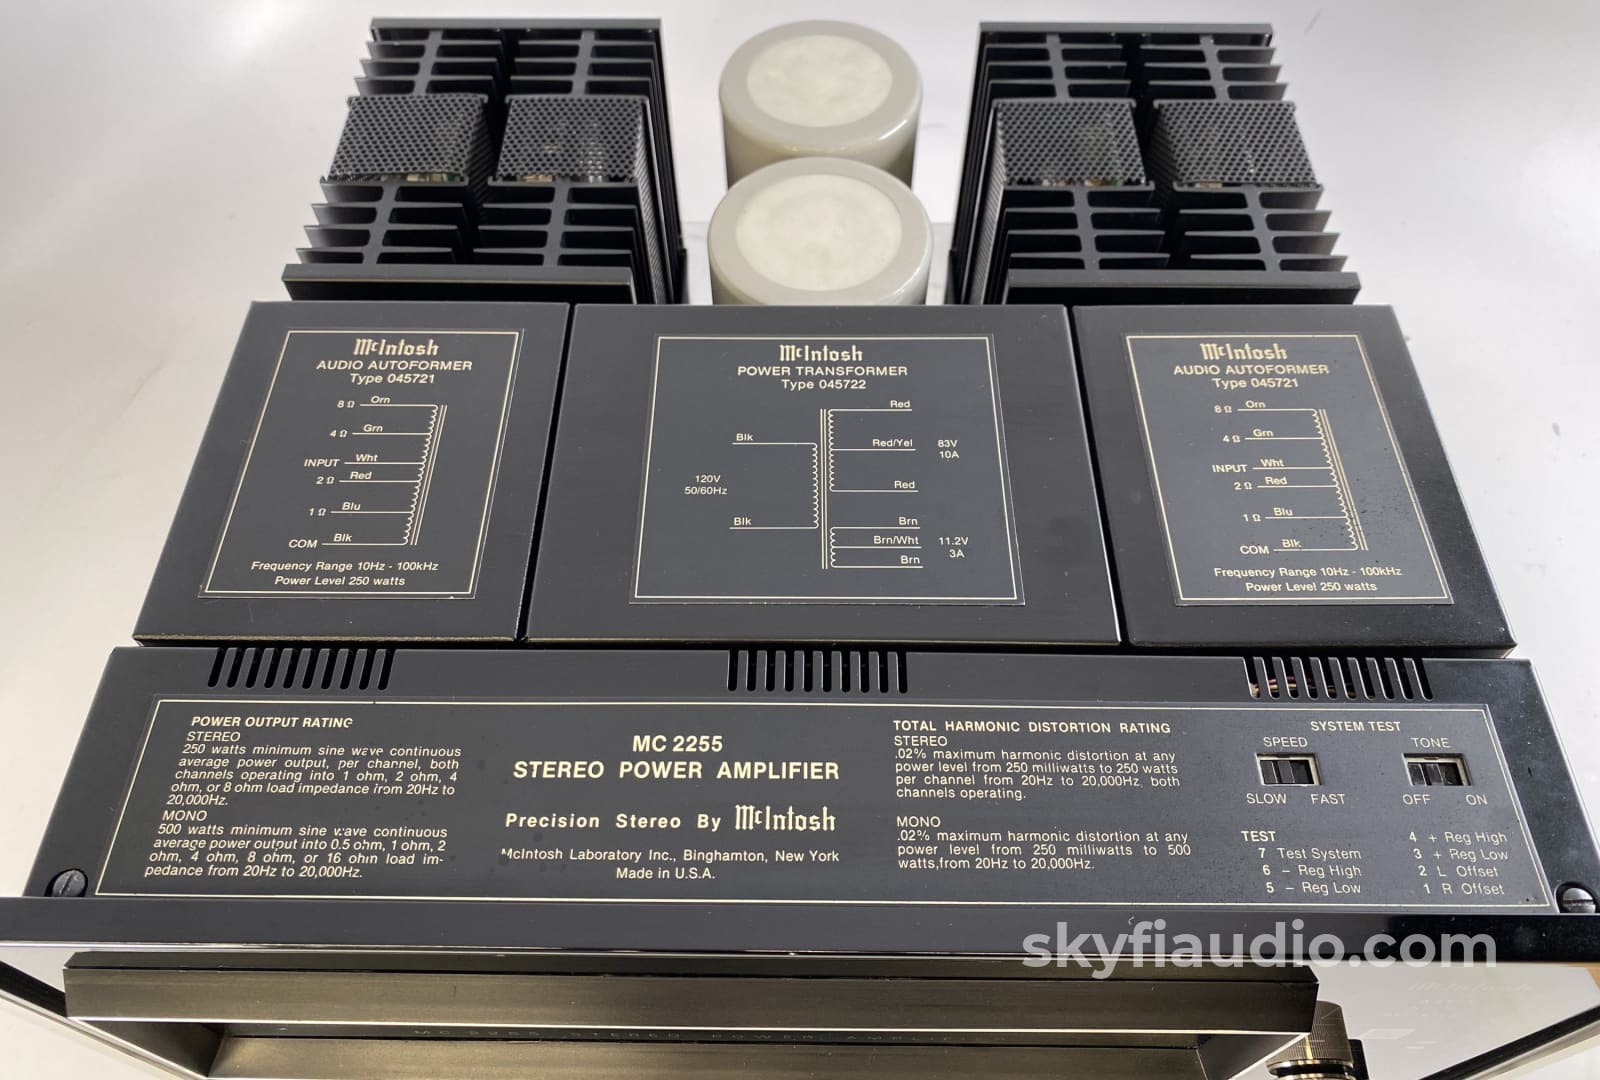 McIntosh
AUDIO AUTOFORMER
Type 045721
8 Ω Orn
4 Ω Grn
INPUT Wht
2 Ω Red
1 Ω Blu
COM Blk
Frequency Range 10Hz - 100kHz
Power Level 250 watts
McIntosh
POWER TRANSFORMER
Type 045722
Red
Blk
Red/Yel 83V
10A
120V
50/60Hz
Red
Blk
Brn
Brn/Wht 11.2V
3A
Brn
McIntosh
AUDIO AUTOFORMER
Type 045721
8 Ω Orn
4 Ω Grn
INPUT Wht
2 Ω Red
1 Ω Blu
COM Blk
Frequency Range 10Hz - 100kHz
Power Level 250 watts
POWER OUTPUT RATING
STEREO
250 watts minimum sine wave continuous
average power output, per channel, both
channels operating into 1 ohm, 2 ohm, 4
ohm, or 8 ohm load impedance from 20Hz to
20,000Hz.
MONO
500 watts minimum sine wave continuous
average power output into 0.5 ohm, 1 ohm, 2
ohm, 4 ohm, 8 ohm, or 16 ohm load im-
pedance from 20Hz to 20,000Hz.
MC 2255
STEREO POWER AMPLIFIER
Precision Stereo By McIntosh
McIntosh Laboratory Inc., Binghamton, New York
Made in U.S.A.
TOTAL HARMONIC DISTORTION RATING
STEREO
.02% maximum harmonic distortion at any
power level from 250 milliwatts to 250 watts
per channel from 20Hz to 20,000Hz, both
channels operating.
MONO
.02% maximum harmonic distortion at any
power level from 250 milliwatts to 500
watts, from 20Hz to 20,000Hz.
SYSTEM TEST
SPEED TONE
SLOW FAST OFF ON
TEST
7 Test System
6 - Reg High
5 - Reg Low
4 + Reg High
3 + Reg Low
2 L Offset
1 R Offset
skyfiaudio.com
MC 2255 STEREO POWER AMPLIFIER